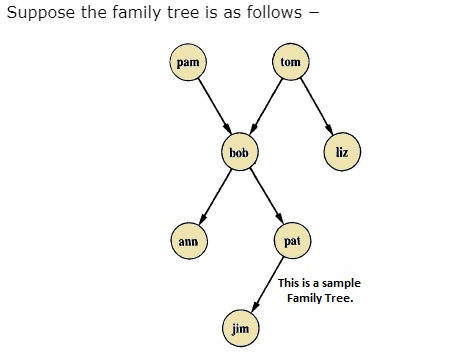 Suppose the family tree is as follows −
pam
tom
bob
liz
ann
pat
This is a sample
Family Tree.
jim